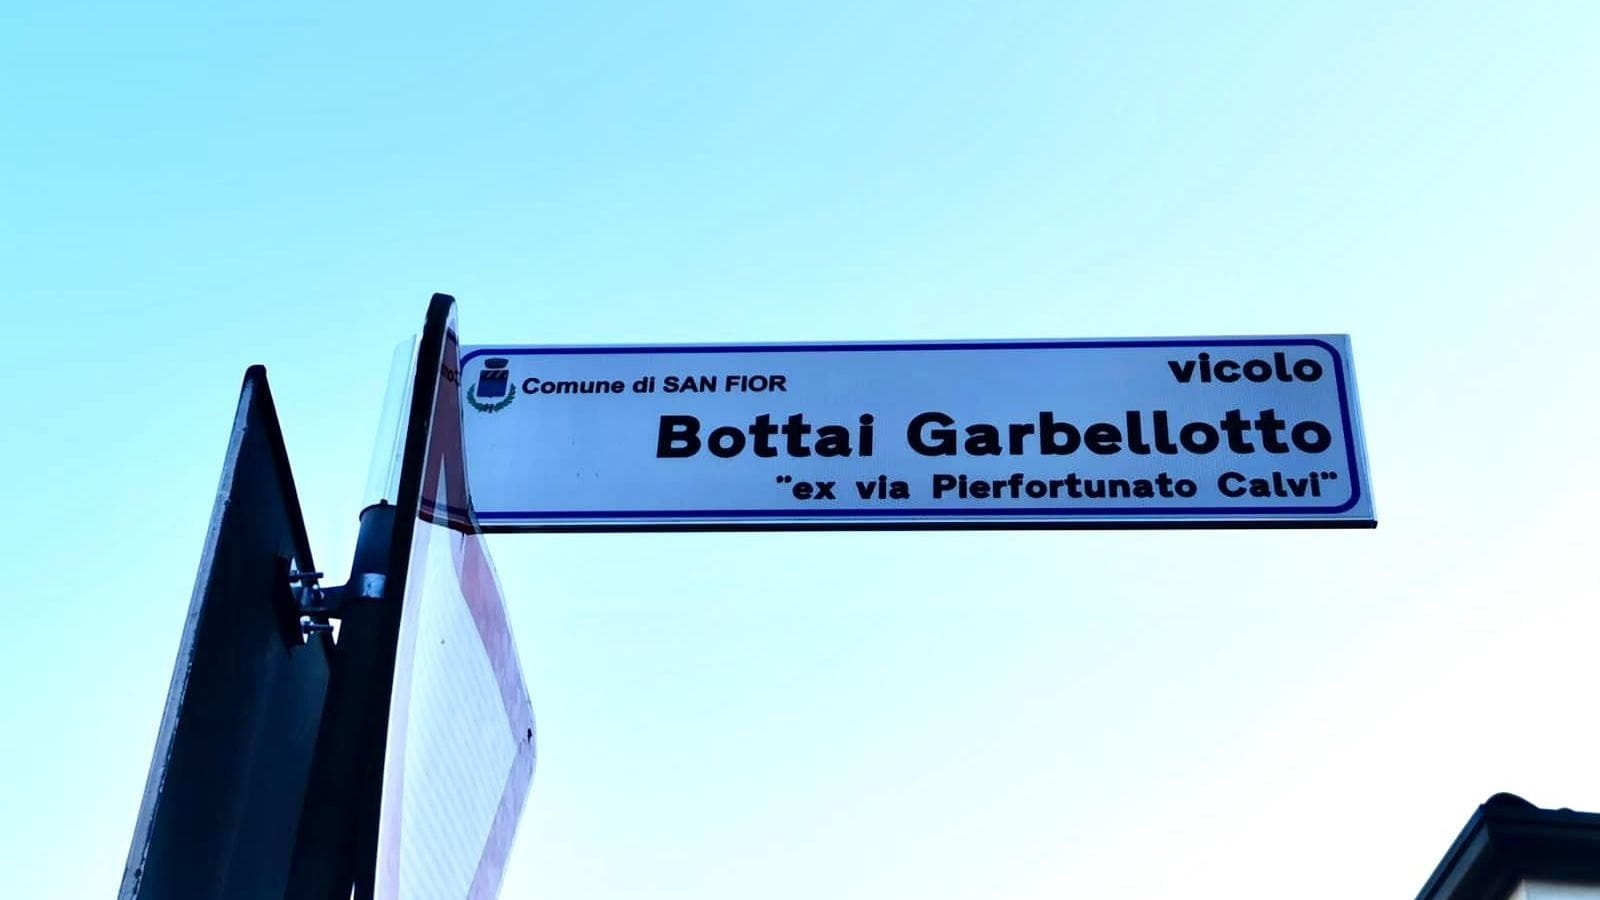 vicolo
Comune di SAN FIOR
Bottai Garbellotto
"ex via Pierfortunato Calvi"